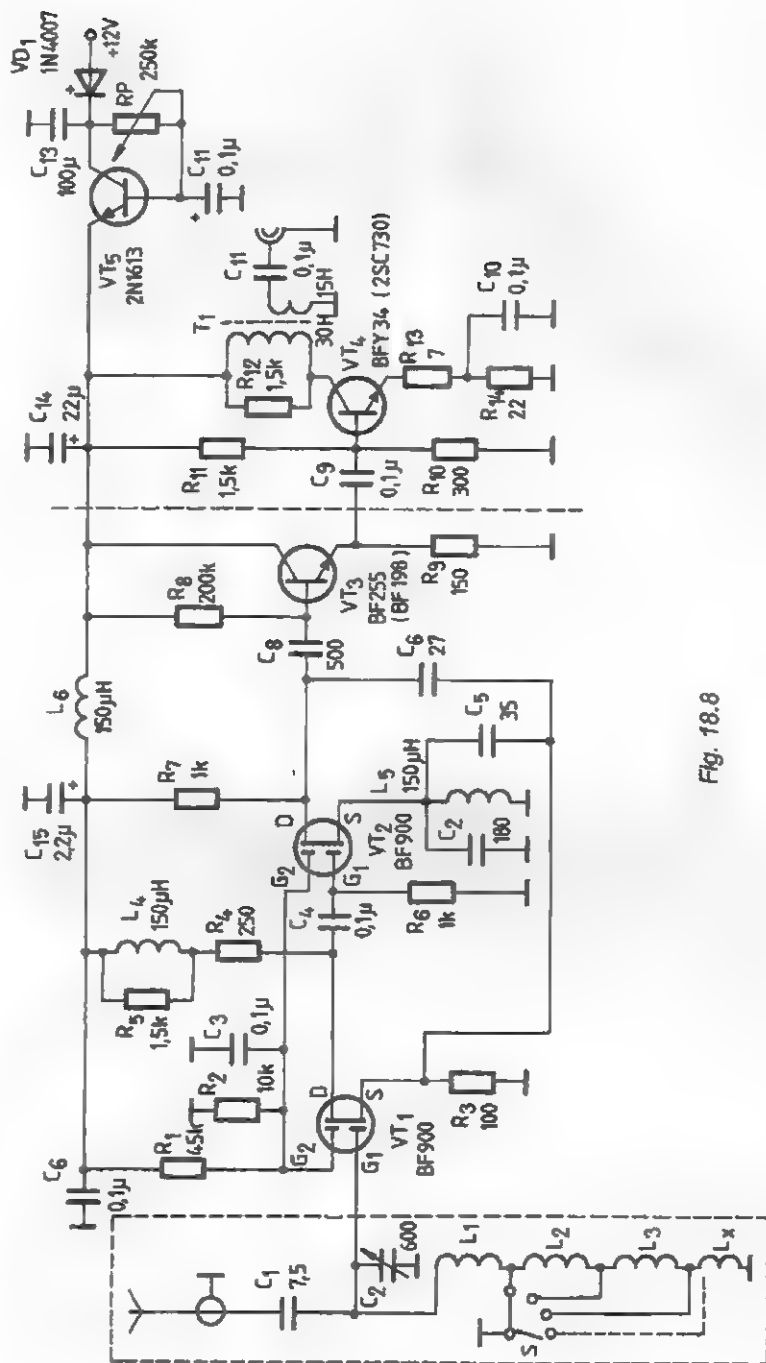 C₆
0,1µ
R₁
45k
R₂
10k
C₃
0,1µ
R₅
1,5k
L₄
150µH
R₄
250
C₁₅
2,2µ
+
R₇
1k
L₆
150µH
R₈
200k
C₁₄
22µ
+
R₁₁
1,5k
R₁₂
1,5k
T₁
30H
15H
C₁₁
0,1µ
VT₅
2N1613
C₁₃
100µ
+
RP
250k
C₁₁
0,1µ
+
VD₁
1N4007
+12V
C₁
7,5
C₂
600
L1
L2
L3
Lx
S
G₂
G₁
D
S
VT₁
BF900
R₃
100
C₄
0,1µ
R₆
1k
G₂
G₁
D
S
VT₂
BF900
C₂
180
L₅
150µH
C₅
35
C₆
27
C₈
500
VT₃
BF255
(BF198)
R₉
150
C₉
0,1µ
R₁₀
300
VT₄
BFY34 (2SC730)
R₁₃
7
R₁₄
22
C₁₀
0,1µ
Fig. 18.8